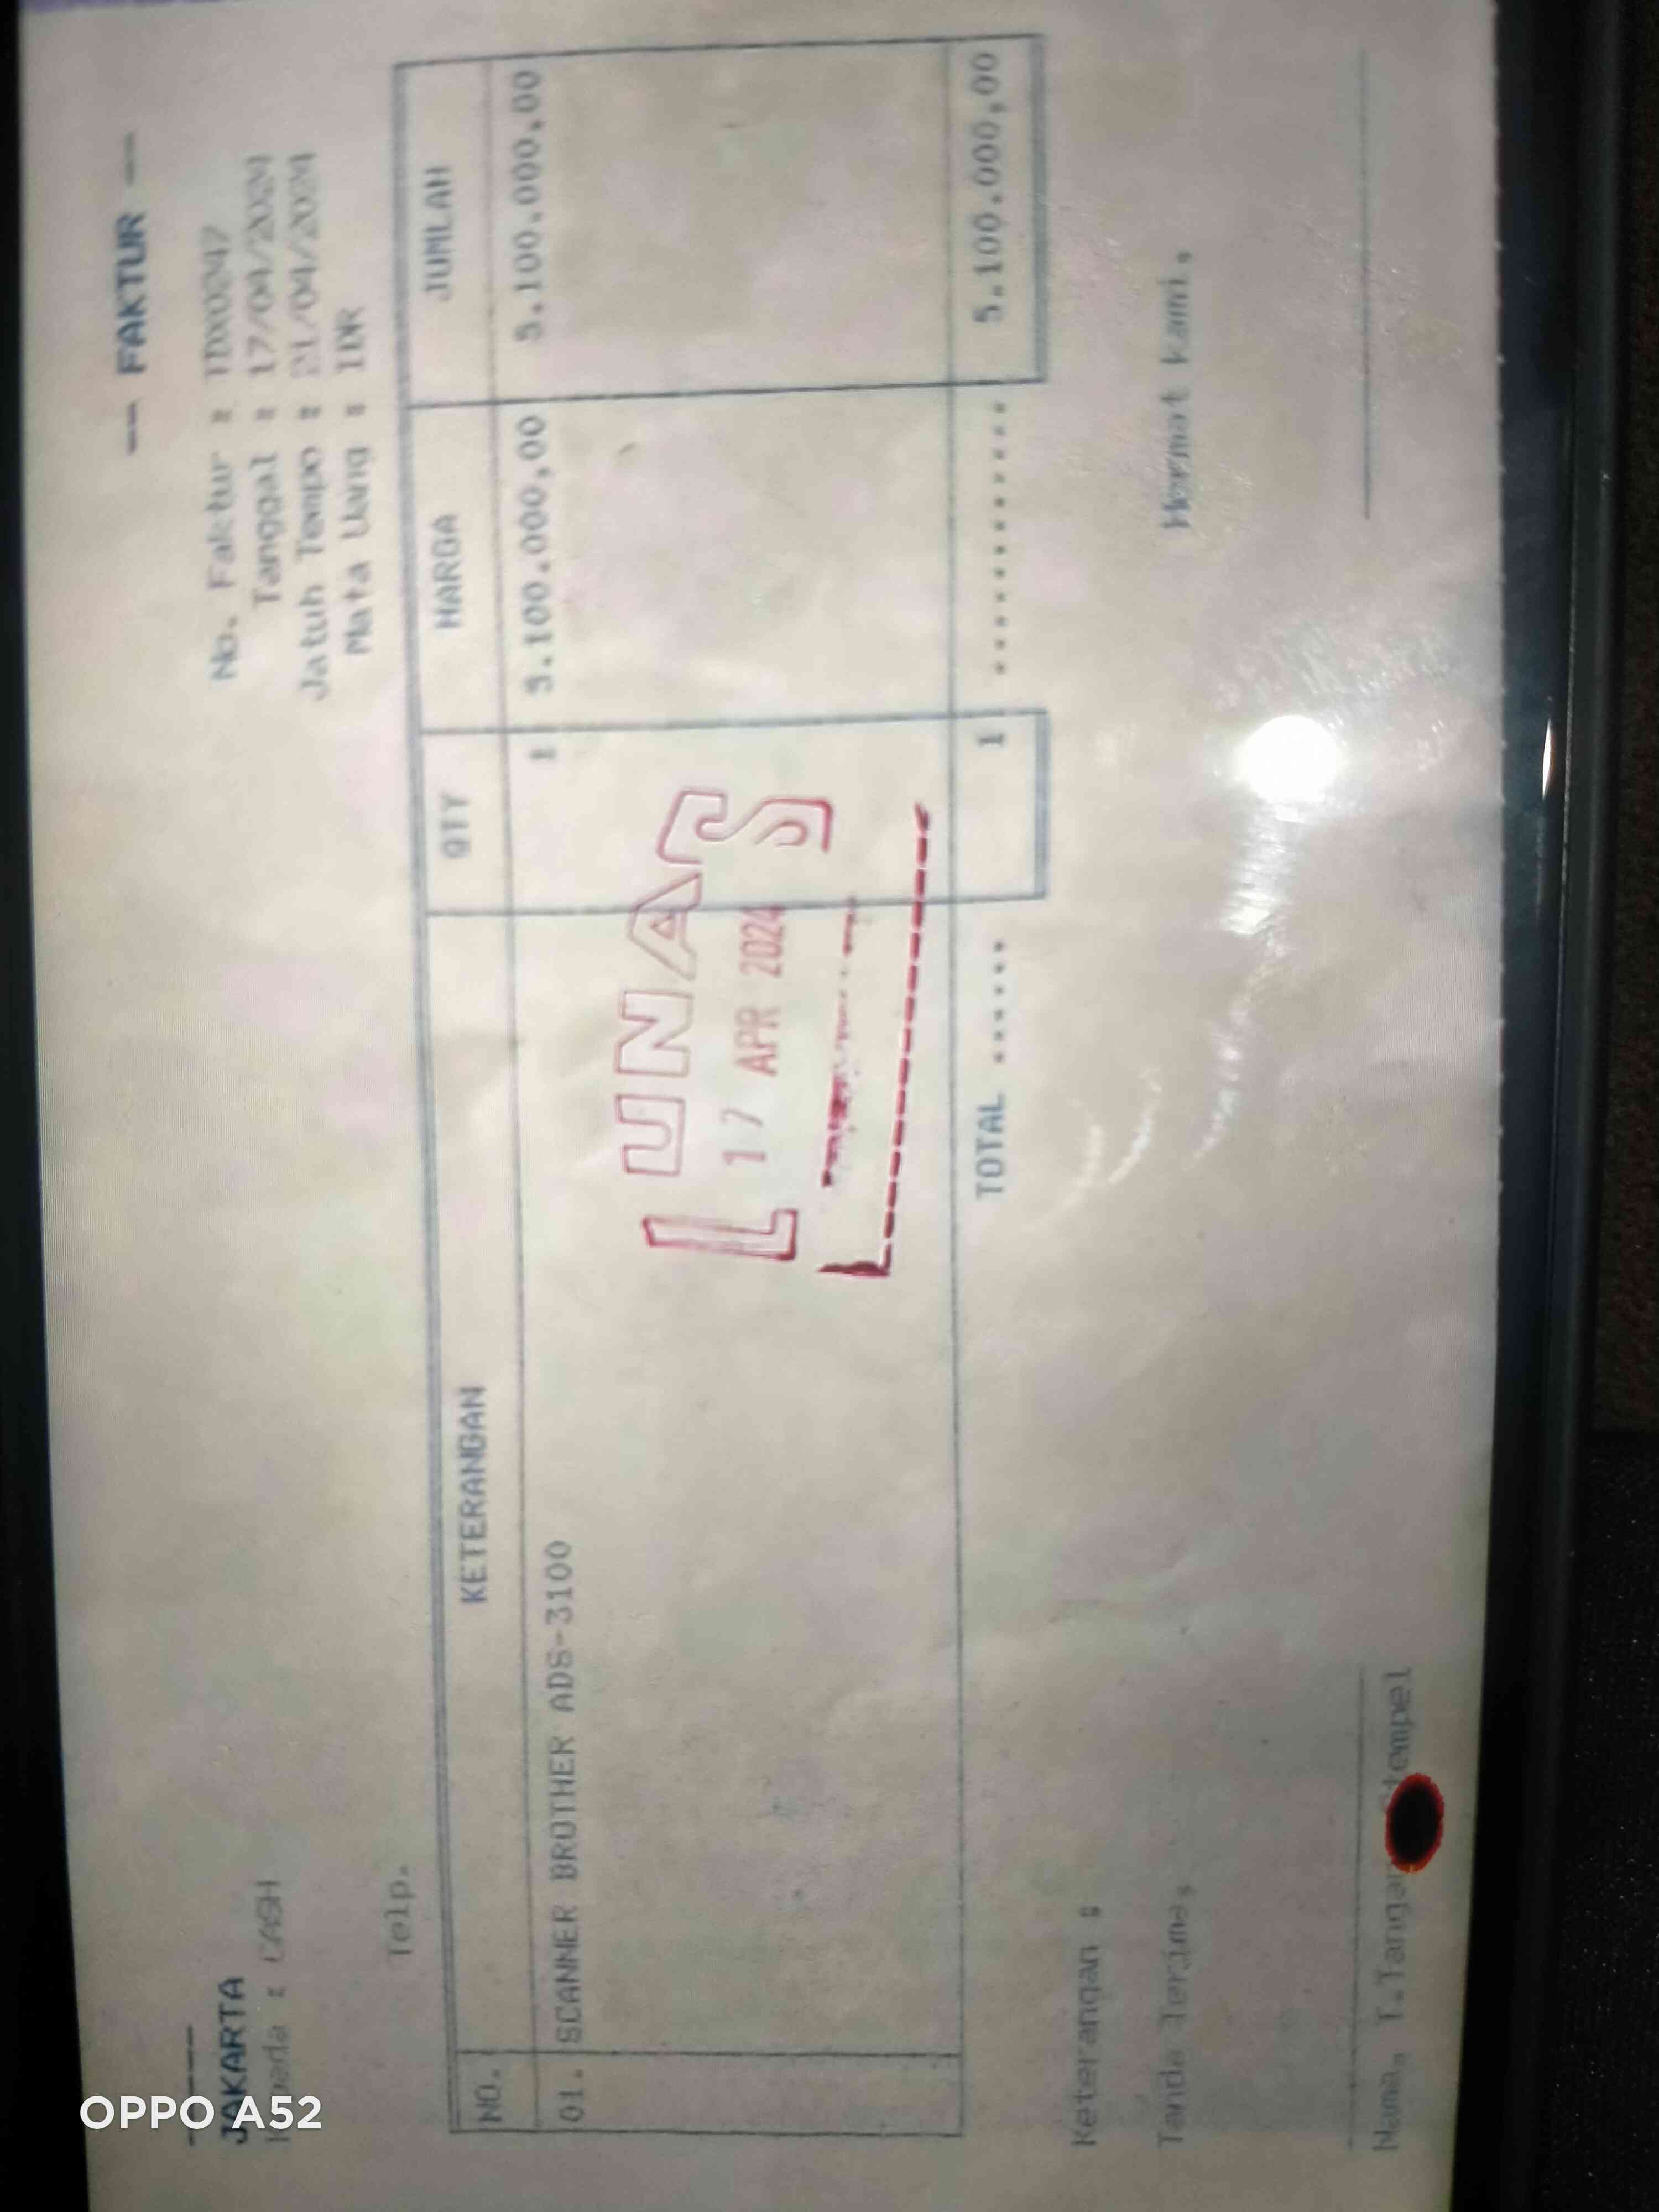 -- FAKTUR --
No. Faktur : IDX0247
JAKARTA
Tanggal : 17/04/2024
Kepada : CASH
Jatuh Tempo : 21/04/2024
Mata Uang : IDR
Telp.
NO. KETERANGAN QTY HARGA JUMLAH
01. SCANNER BROTHER ADS-3100 1 5.100.000,00 5.100.000,00
LUNAS
17 APR 2024
TOTAL ...... 1 ............... 5.100.000,00
Keterangan :
Tanda Terima, Hormat kami,
Nama, T.Tangan
OPPO A52